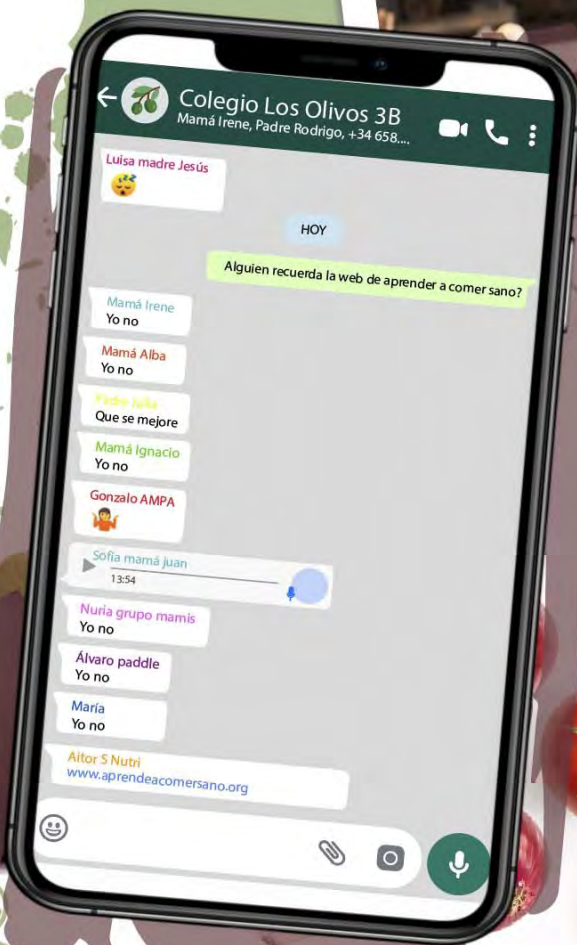 Colegio Los Olivos 3B
Mamá Irene, Padre Rodrigo, +34 658....
Luisa madre Jesús
HOY
Alguien recuerda la web de aprender a comer sano?
Mamá Irene
Yo no
Mamá Alba
Yo no
Padre Julia
Que se mejore
Mamá Ignacio
Yo no
Gonzalo AMPA
Sofía mamá juan
13:54
Nuria grupo mamis
Yo no
Álvaro paddle
Yo no
María
Yo no
Aitor S Nutri
www.aprendeacomersano.org